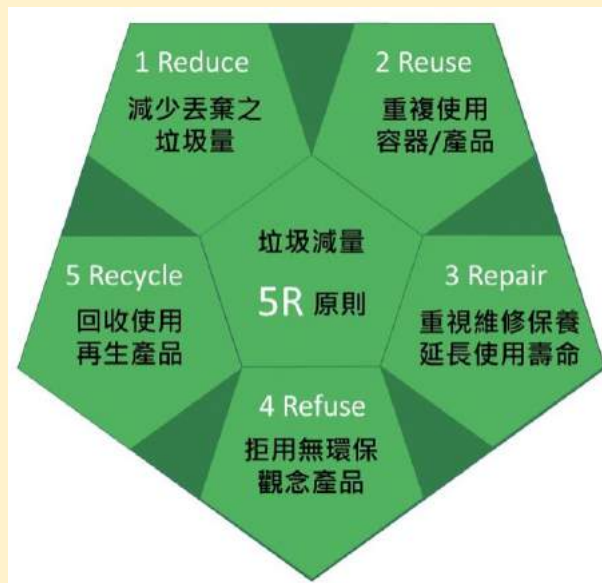 1 Reduce
減少丟棄之
垃圾量
2 Reuse
重複使用
容器/產品
垃圾減量
5R 原則
3 Repair
重視維修保養
延長使用壽命
4 Refuse
拒用無環保
觀念產品
5 Recycle
回收使用
再生產品